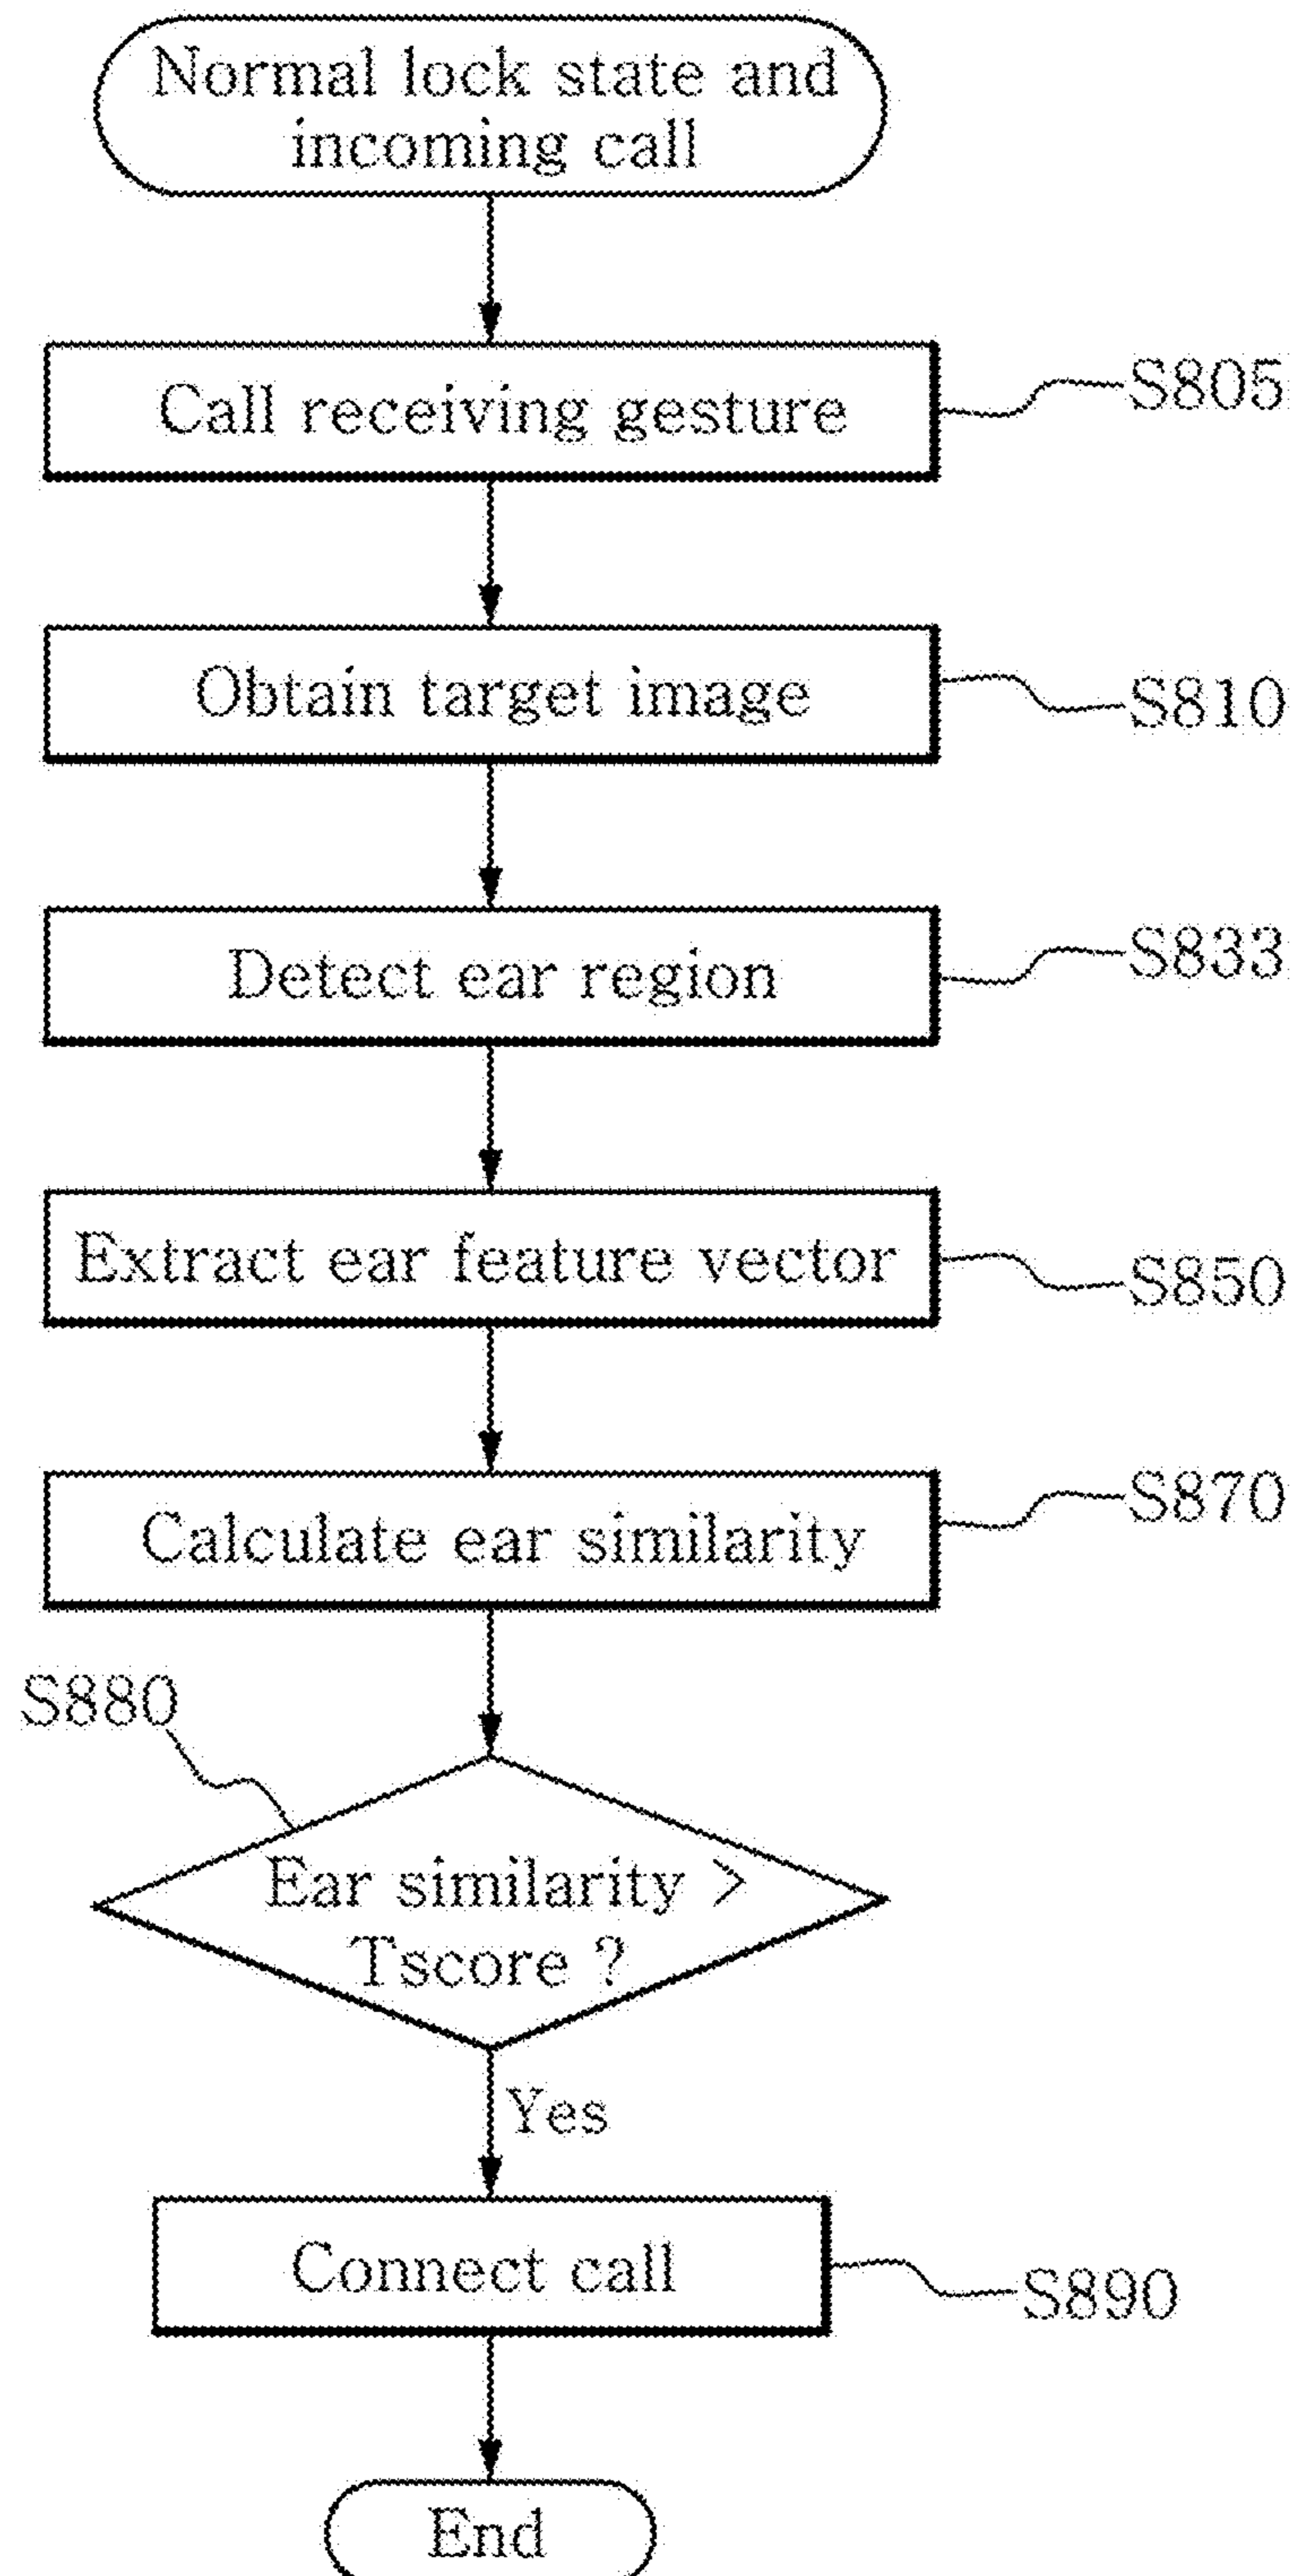 Normal lock state and
incoming call
Call receiving gesture
S805
Obtain target image
S810
Detect ear region
S833
Extract ear feature vector
S850
Calculate ear similarity
S870
S880
Ear similarity >
Tscore ?
Yes
Connect call
S890
End